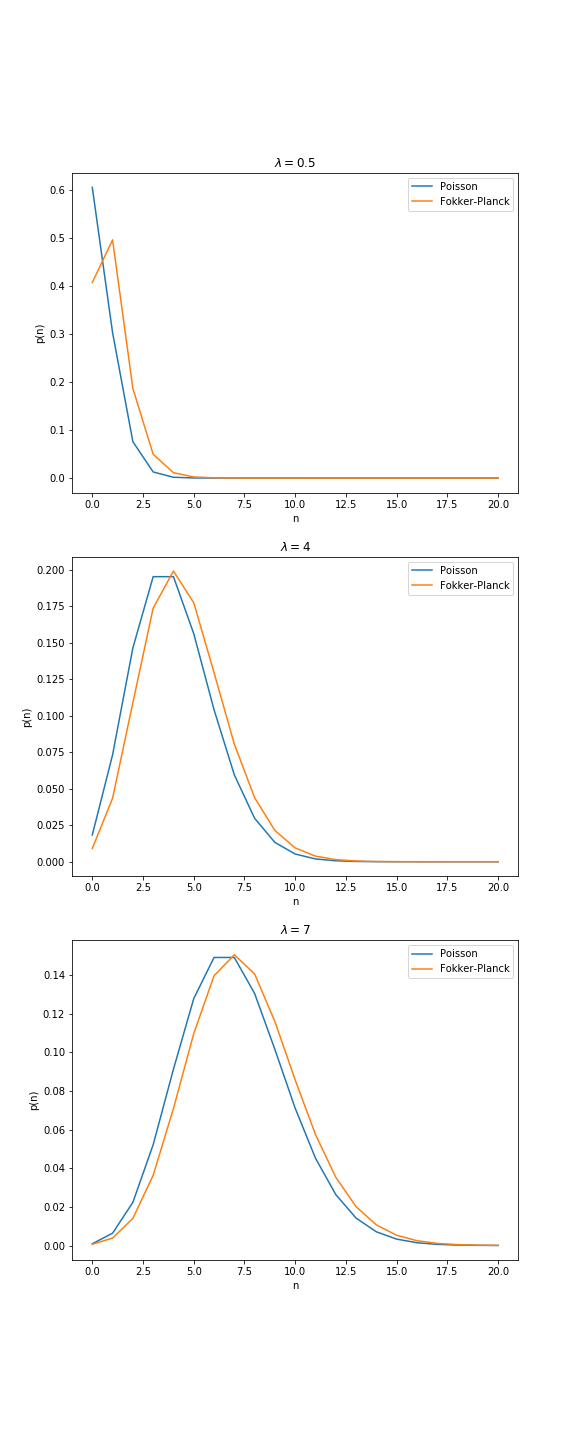 λ = 0.5
Poisson
Fokker-Planck
p(n)
0.6
0.5
0.4
0.3
0.2
0.1
0.0
0.0 2.5 5.0 7.5 10.0 12.5 15.0 17.5 20.0
n
λ = 4
Poisson
Fokker-Planck
p(n)
0.200
0.175
0.150
0.125
0.100
0.075
0.050
0.025
0.000
0.0 2.5 5.0 7.5 10.0 12.5 15.0 17.5 20.0
n
λ = 7
Poisson
Fokker-Planck
p(n)
0.14
0.12
0.10
0.08
0.06
0.04
0.02
0.00
0.0 2.5 5.0 7.5 10.0 12.5 15.0 17.5 20.0
n